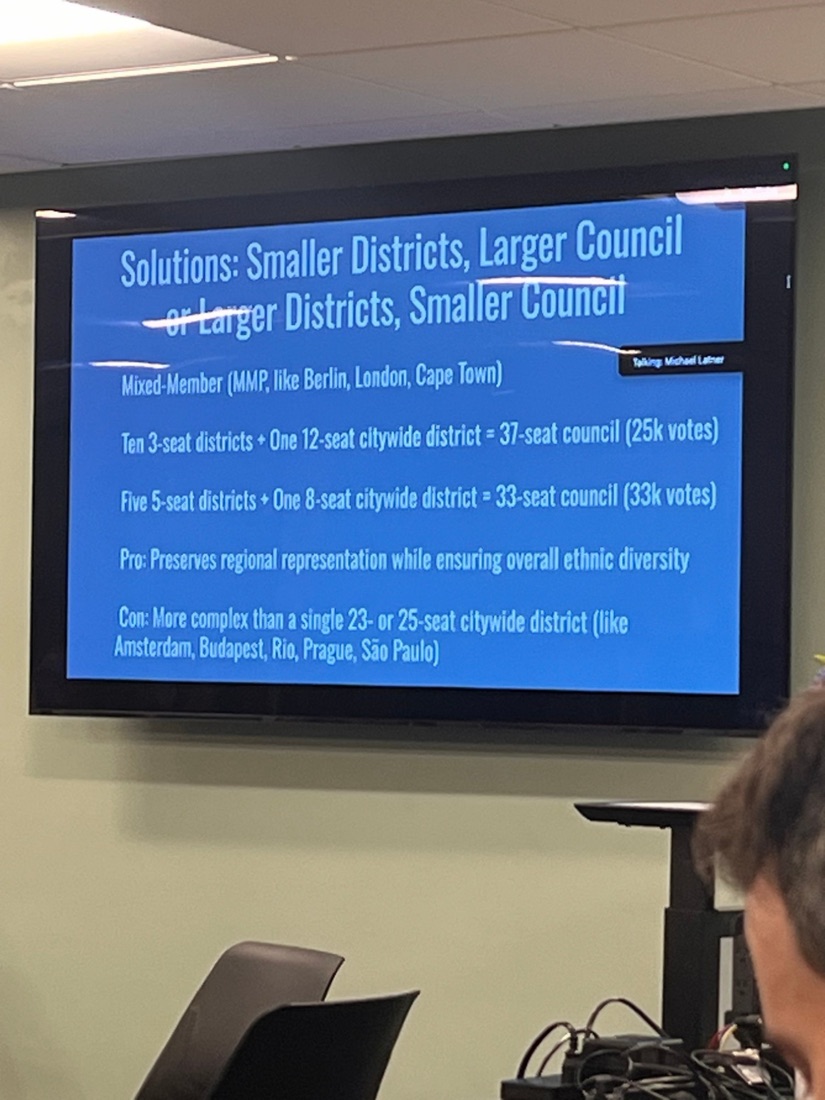 Solutions: Smaller Districts, Larger Council
or Larger Districts, Smaller Council
Talking: Michael Latner
Mixed-Member (MMP, like Berlin, London, Cape Town)
Ten 3-seat districts + One 12-seat citywide district = 37-seat council (25k votes)
Five 5-seat districts + One 8-seat citywide district = 33-seat council (33k votes)
Pro: Preserves regional representation while ensuring overall ethnic diversity
Con: More complex than a single 23- or 25-seat citywide district (like
Amsterdam, Budapest, Rio, Prague, São Paulo)